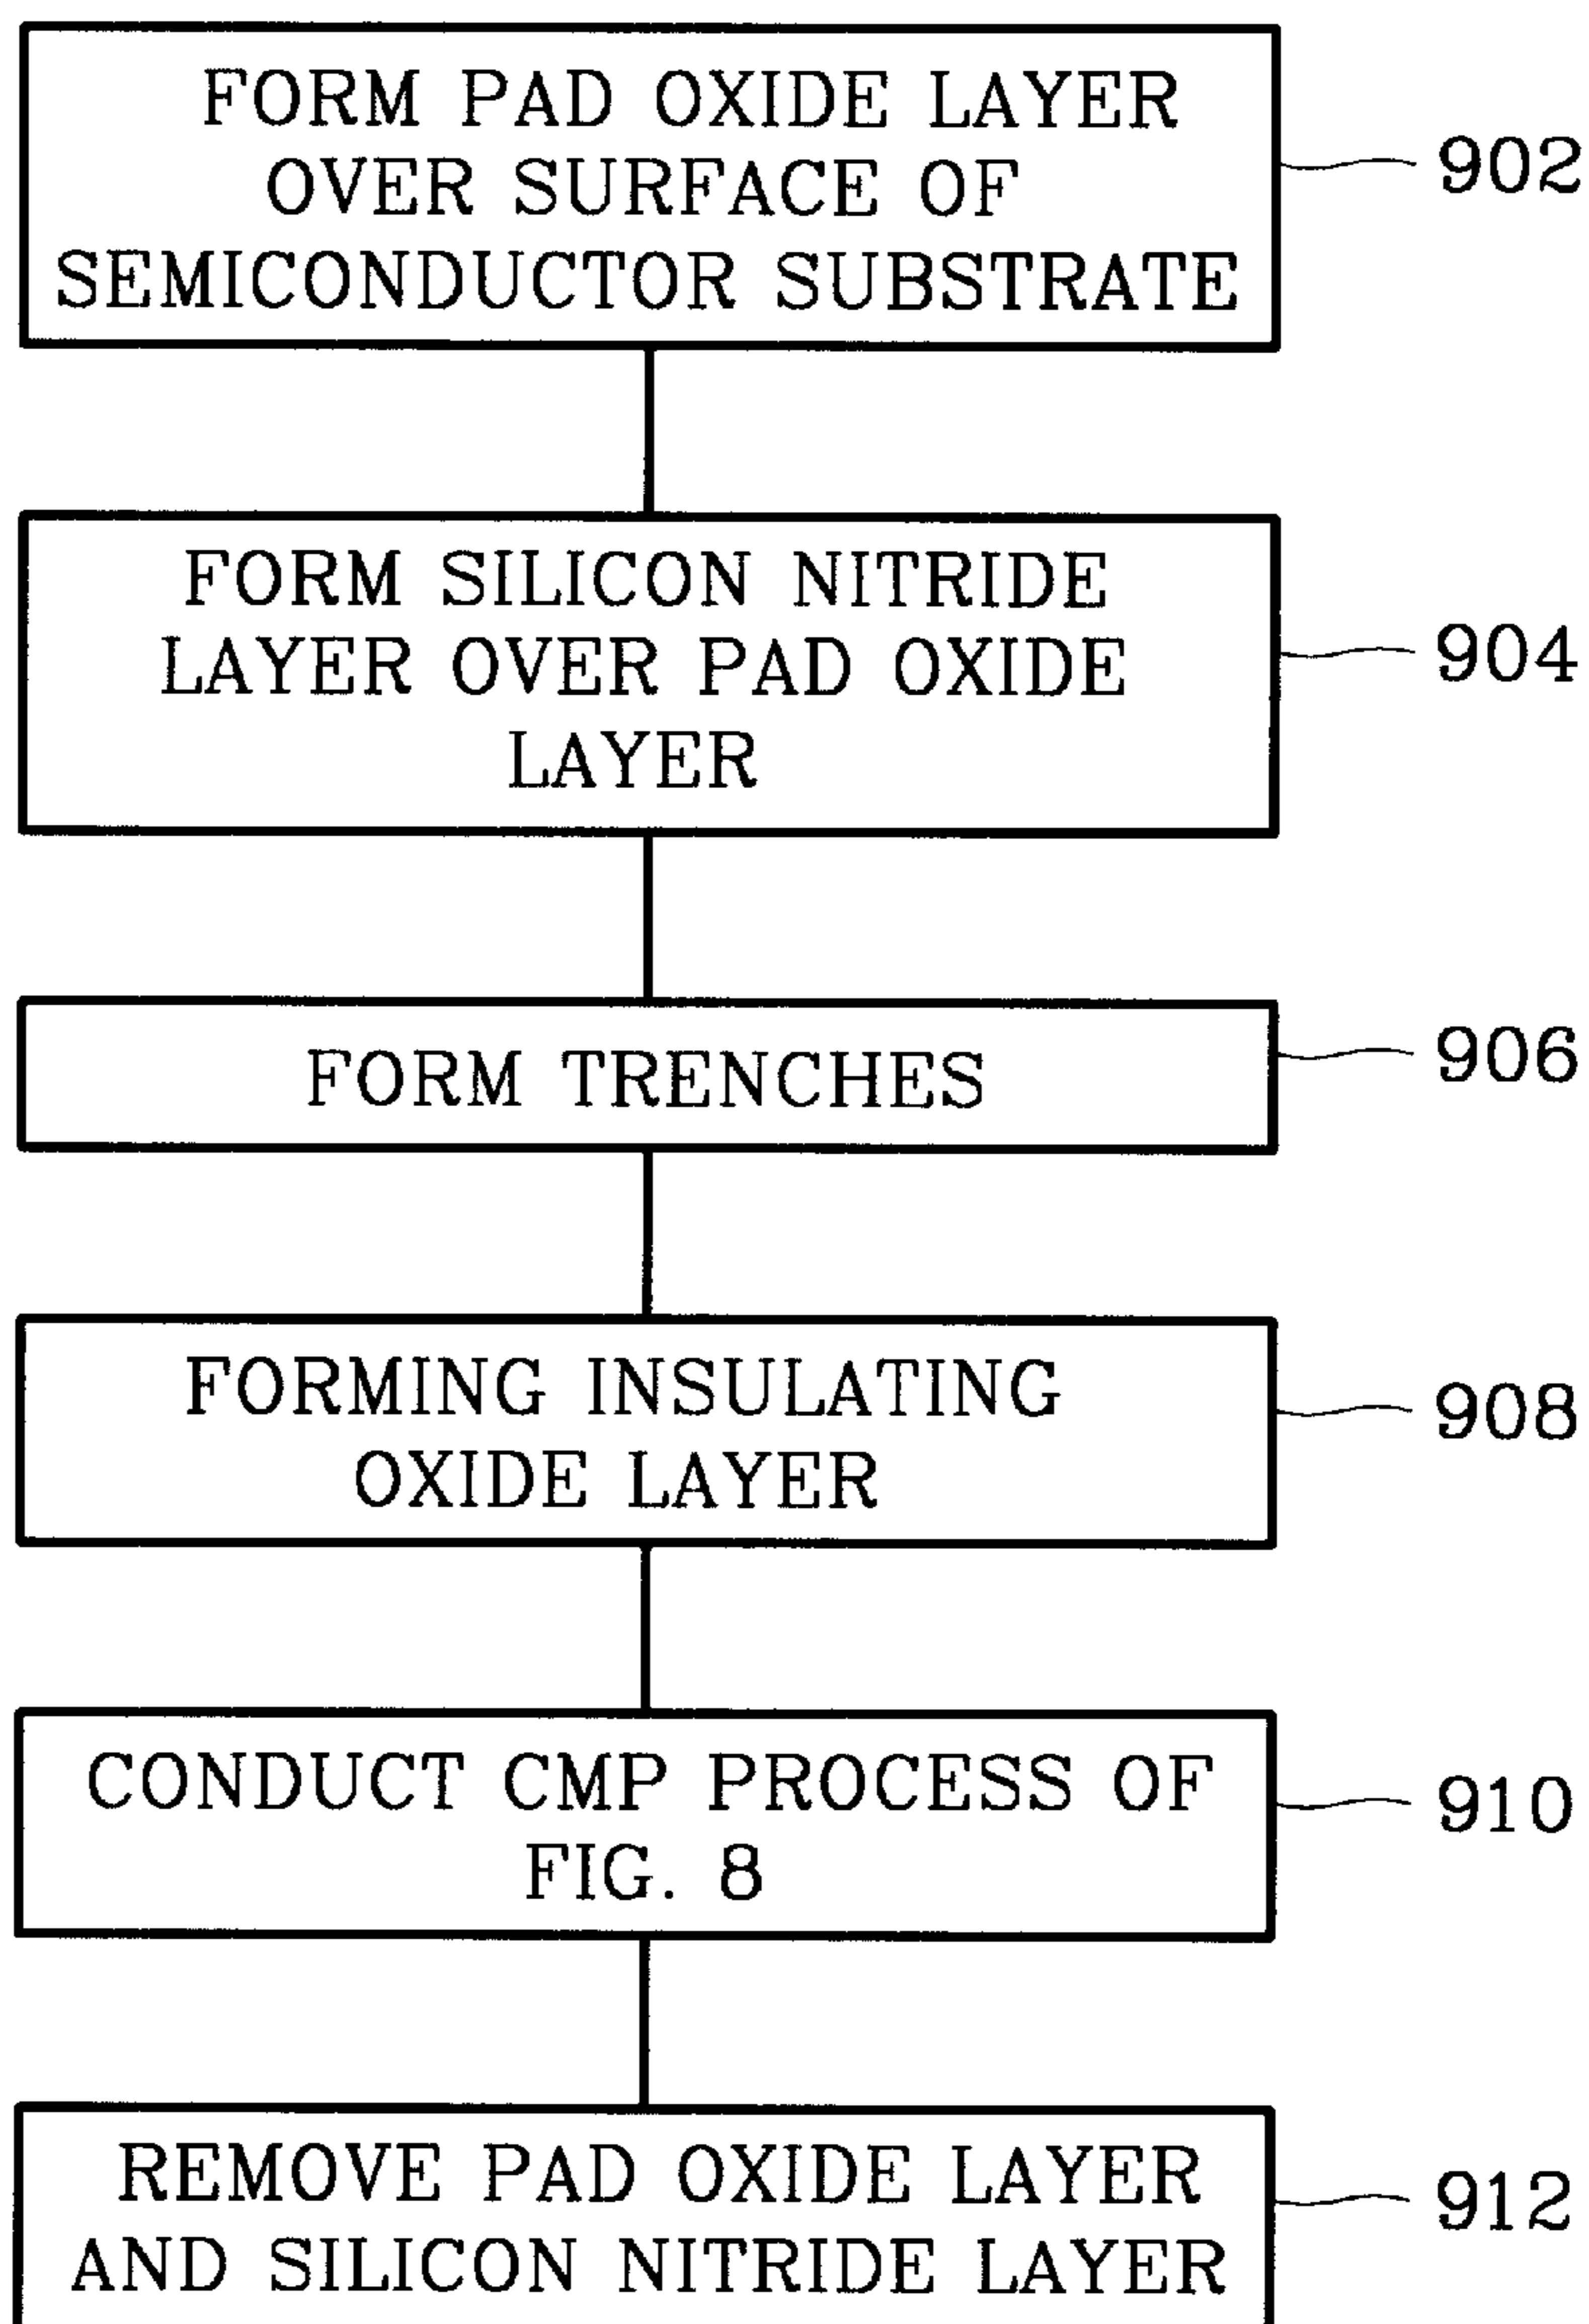 FORM PAD OXIDE LAYER
OVER SURFACE OF
SEMICONDUCTOR SUBSTRATE
902
FORM SILICON NITRIDE
LAYER OVER PAD OXIDE
LAYER
904
FORM TRENCHES
906
FORMING INSULATING
OXIDE LAYER
908
CONDUCT CMP PROCESS OF
FIG. 8
910
REMOVE PAD OXIDE LAYER
AND SILICON NITRIDE LAYER
912